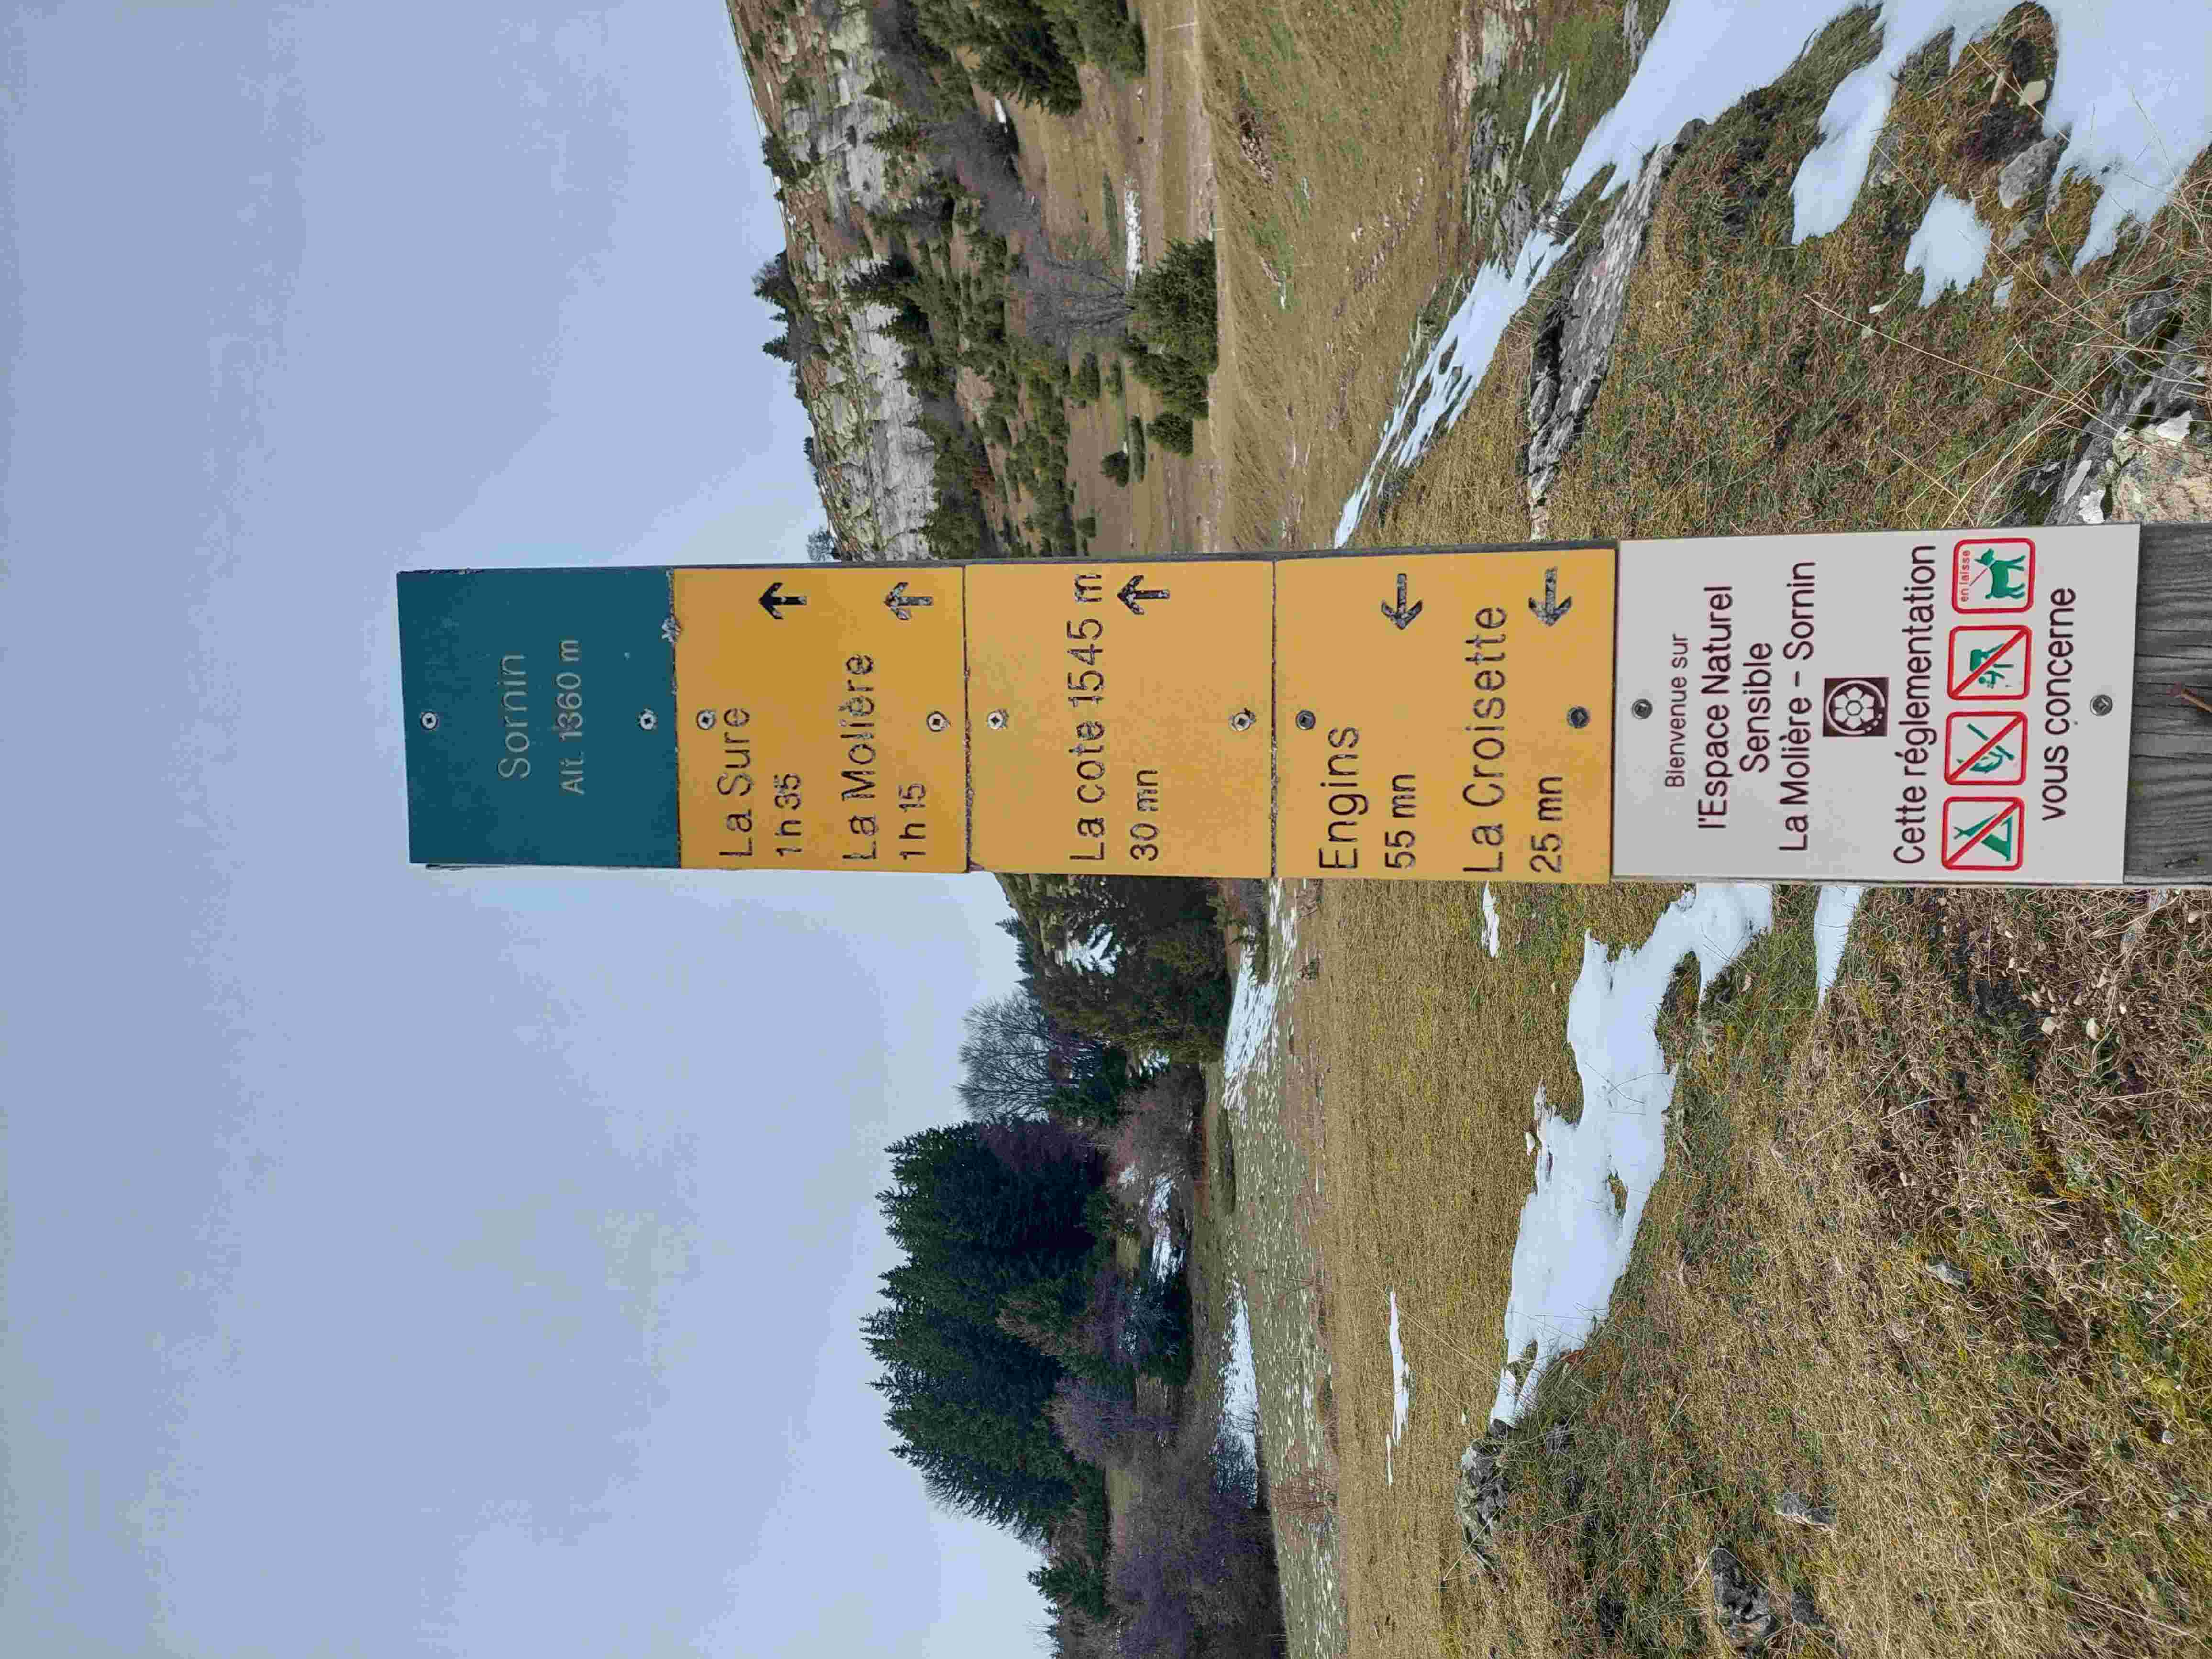 Sornin
Alt. 1360 m
La Sure
1 h 35
La Molière
1 h 15
La cote 1545 m
30 mn
Engins
55 mn
La Croisette
25 mn
Bienvenue sur
l'Espace Naturel
Sensible
La Molière – Sornin
Cette réglementation
en laisse
vous concerne